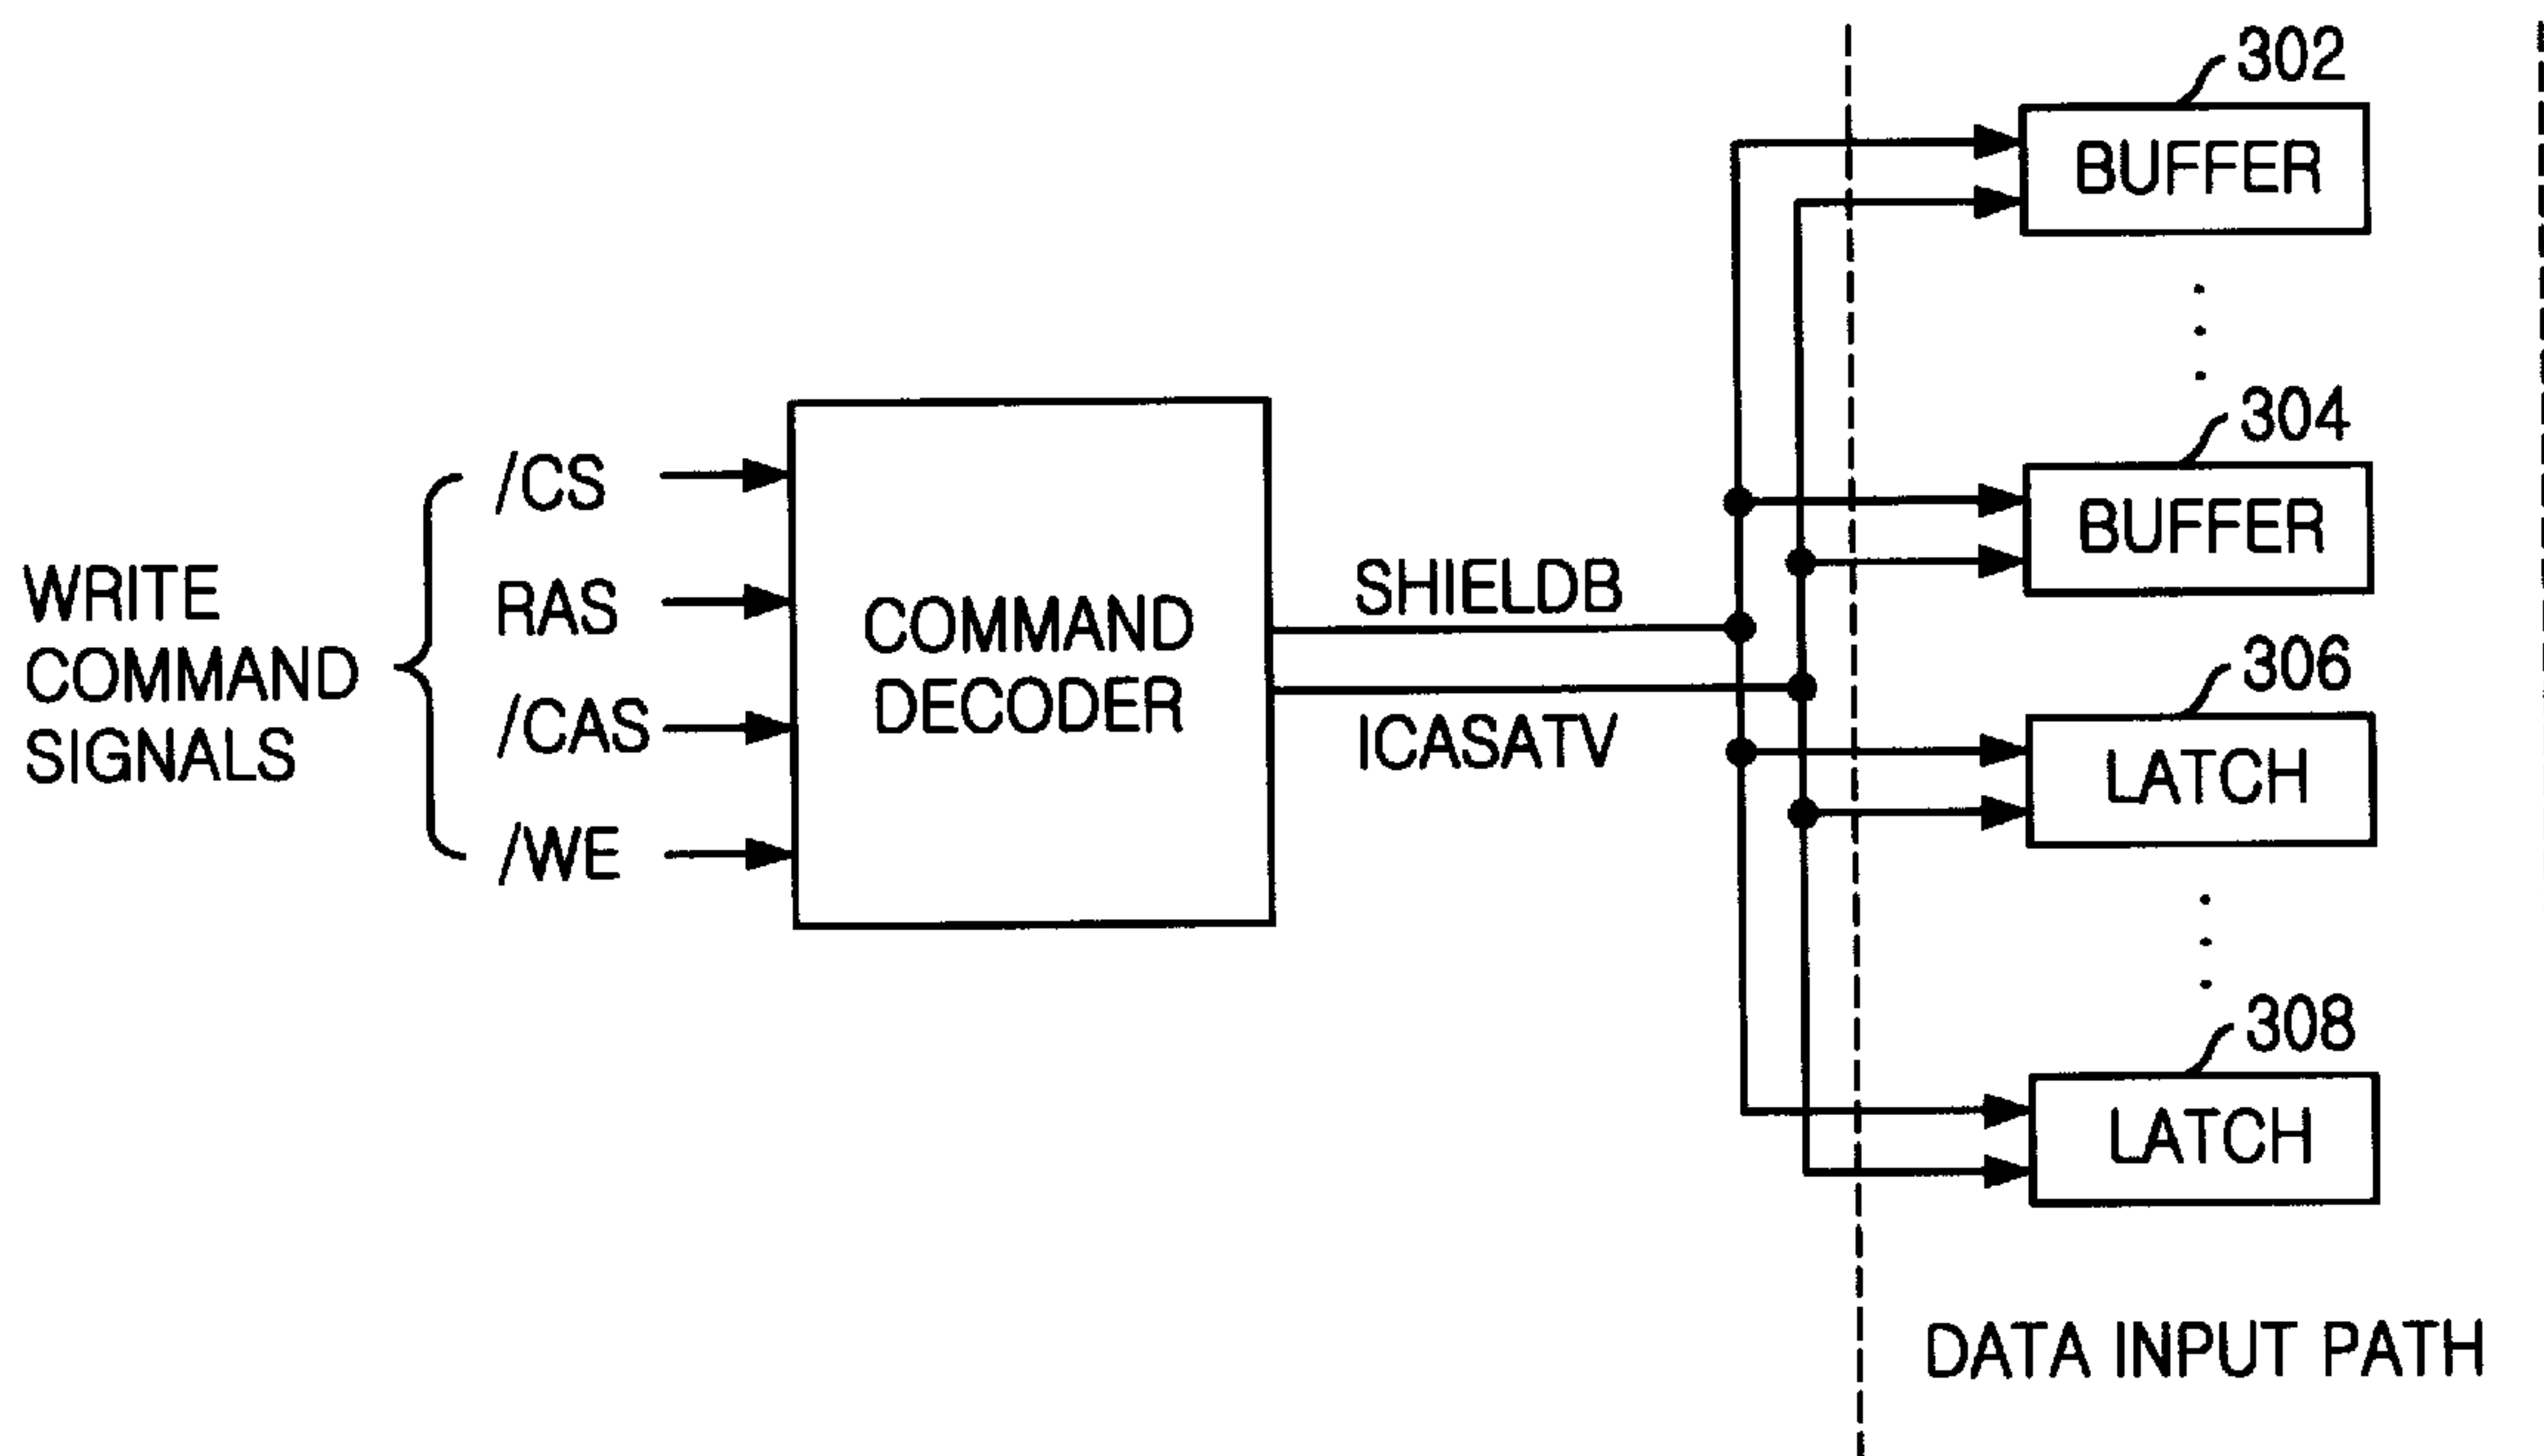 WRITE
COMMAND
SIGNALS
/CS
RAS
/CAS
/WE
COMMAND
DECODER
SHIELDB
ICASATV
302
BUFFER
304
BUFFER
306
LATCH
308
LATCH
DATA INPUT PATH